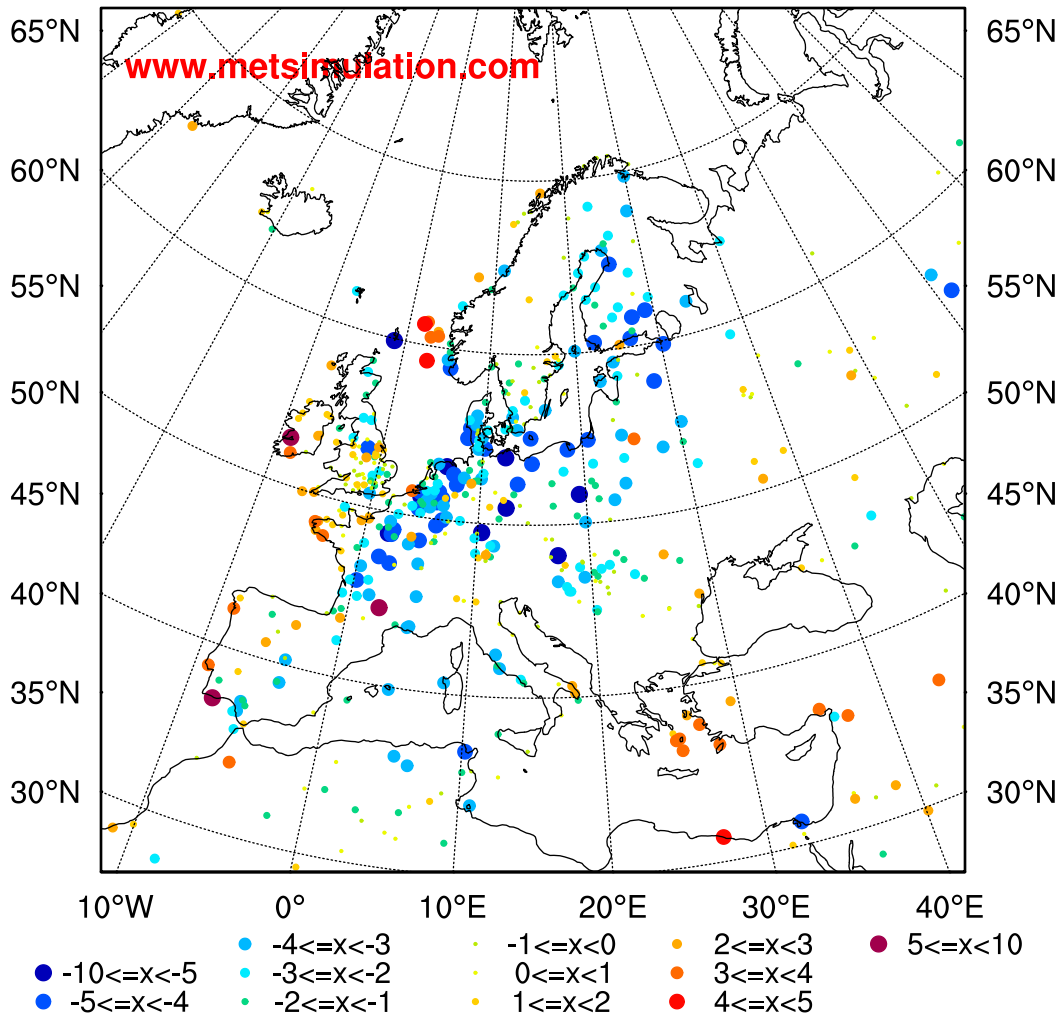 65°N 65°N
www.metsimulation.com
60°N 60°N
55°N 55°N
50°N 50°N
45°N 45°N
40°N 40°N
35°N 35°N
30°N 30°N
10°W 0° 10°E 20°E 30°E 40°E
-4<=x<-3 -1<=x<0 2<=x<3 5<=x<10
-10<=x<-5 -3<=x<-2 0<=x<1 3<=x<4
-5<=x<-4 -2<=x<-1 1<=x<2 4<=x<5